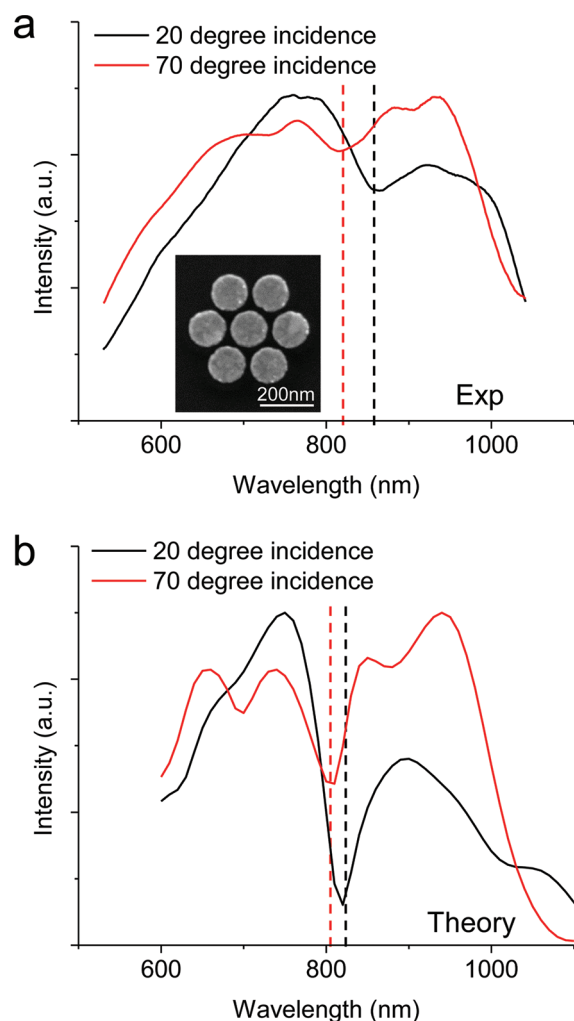 a
20 degree incidence
70 degree incidence
Intensity (a.u.)
200nm
Exp
600
800
1000
Wavelength (nm)
b
20 degree incidence
70 degree incidence
Intensity (a.u.)
Theory
600
800
1000
Wavelength (nm)